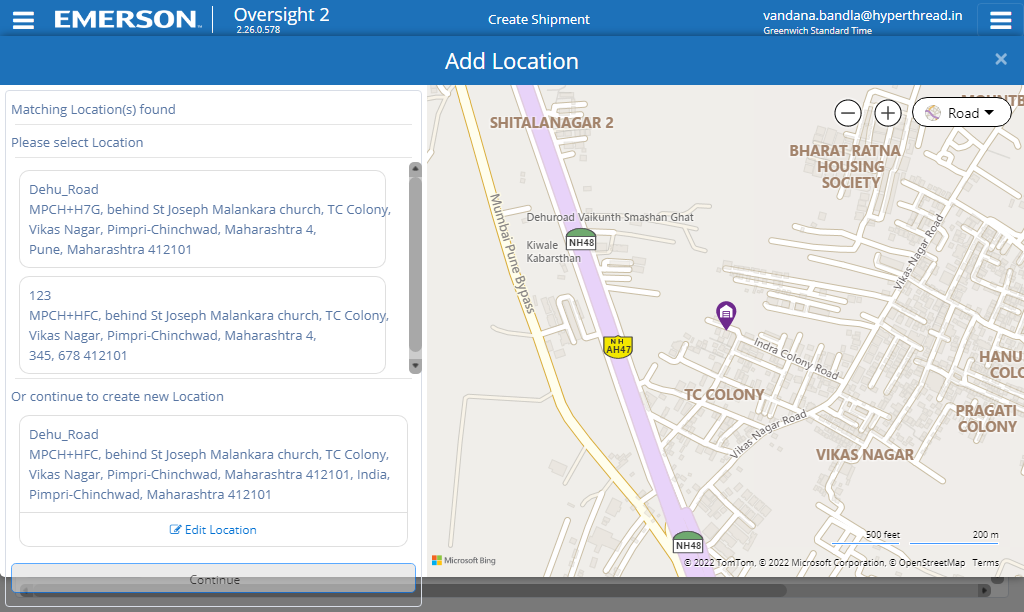 EMERSON
Oversight 2
2.26.0.578
Create Shipment
vandana.bandla@hyperthread.in
Greenwich Standard Time
Add Location
×
Matching Location(s) found
Please select Location
Dehu_Road
MPCH+H7G, behind St Joseph Malankara church, TC Colony,
Vikas Nagar, Pimpri-Chinchwad, Maharashtra 4,
Pune, Maharashtra 412101
123
MPCH+HFC, behind St Joseph Malankara church, TC Colony,
Vikas Nagar, Pimpri-Chinchwad, Maharashtra 4,
345, 678 412101
Or continue to create new Location
Dehu_Road
MPCH+HFC, behind St Joseph Malankara church, TC Colony,
Vikas Nagar, Pimpri-Chinchwad, Maharashtra 412101, India,
Pimpri-Chinchwad, Maharashtra 412101
Edit Location
Continue
SHITALANAGAR 2
Road
BHARAT RATNA
HOUSING
SOCIETY
Mumbai Pune Bypass
Dehuroad Vaikunth Smashan Ghat
Kiwale
Kabarsthan
NH48
Vikas Nagar Road
NH
AH47
Indra Colony Road
TC COLONY
Vikas Nagar Road
VIKAS NAGAR
PRAGATI
COLONY
NH48
500 feet
200 m
Microsoft Bing
© 2022 TomTom, © 2022 Microsoft Corporation, © OpenStreetMap
Terms